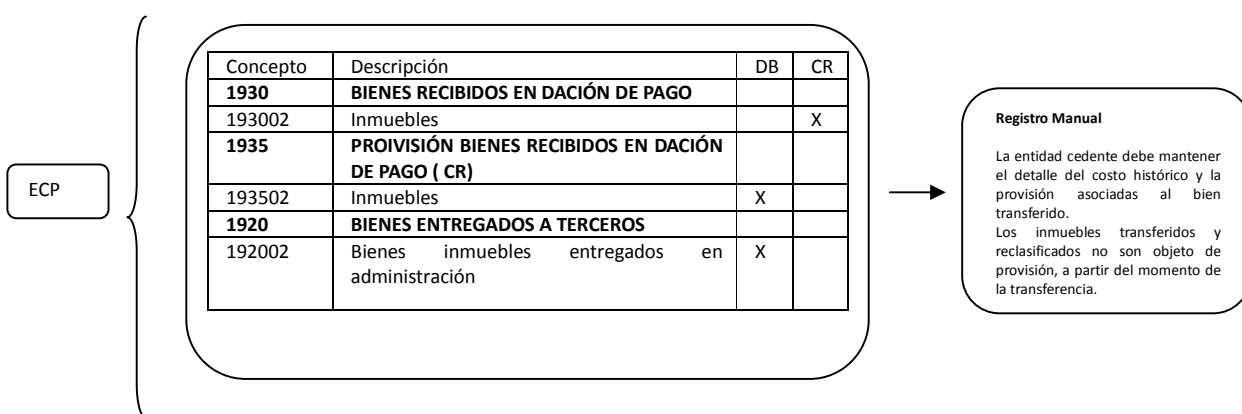 ECP
Concepto Descripción DB CR
1930 BIENES RECIBIDOS EN DACIÓN DE PAGO
193002 Inmuebles X
1935 PROIVISIÓN BIENES RECIBIDOS EN DACIÓN
DE PAGO ( CR)
193502 Inmuebles X
1920 BIENES ENTREGADOS A TERCEROS
192002 Bienes inmuebles entregados en X
administración
Registro Manual
La entidad cedente debe mantener
el detalle del costo histórico y la
provisión asociadas al bien
transferido.
Los inmuebles transferidos y
reclasificados no son objeto de
provisión, a partir del momento de
la transferencia.